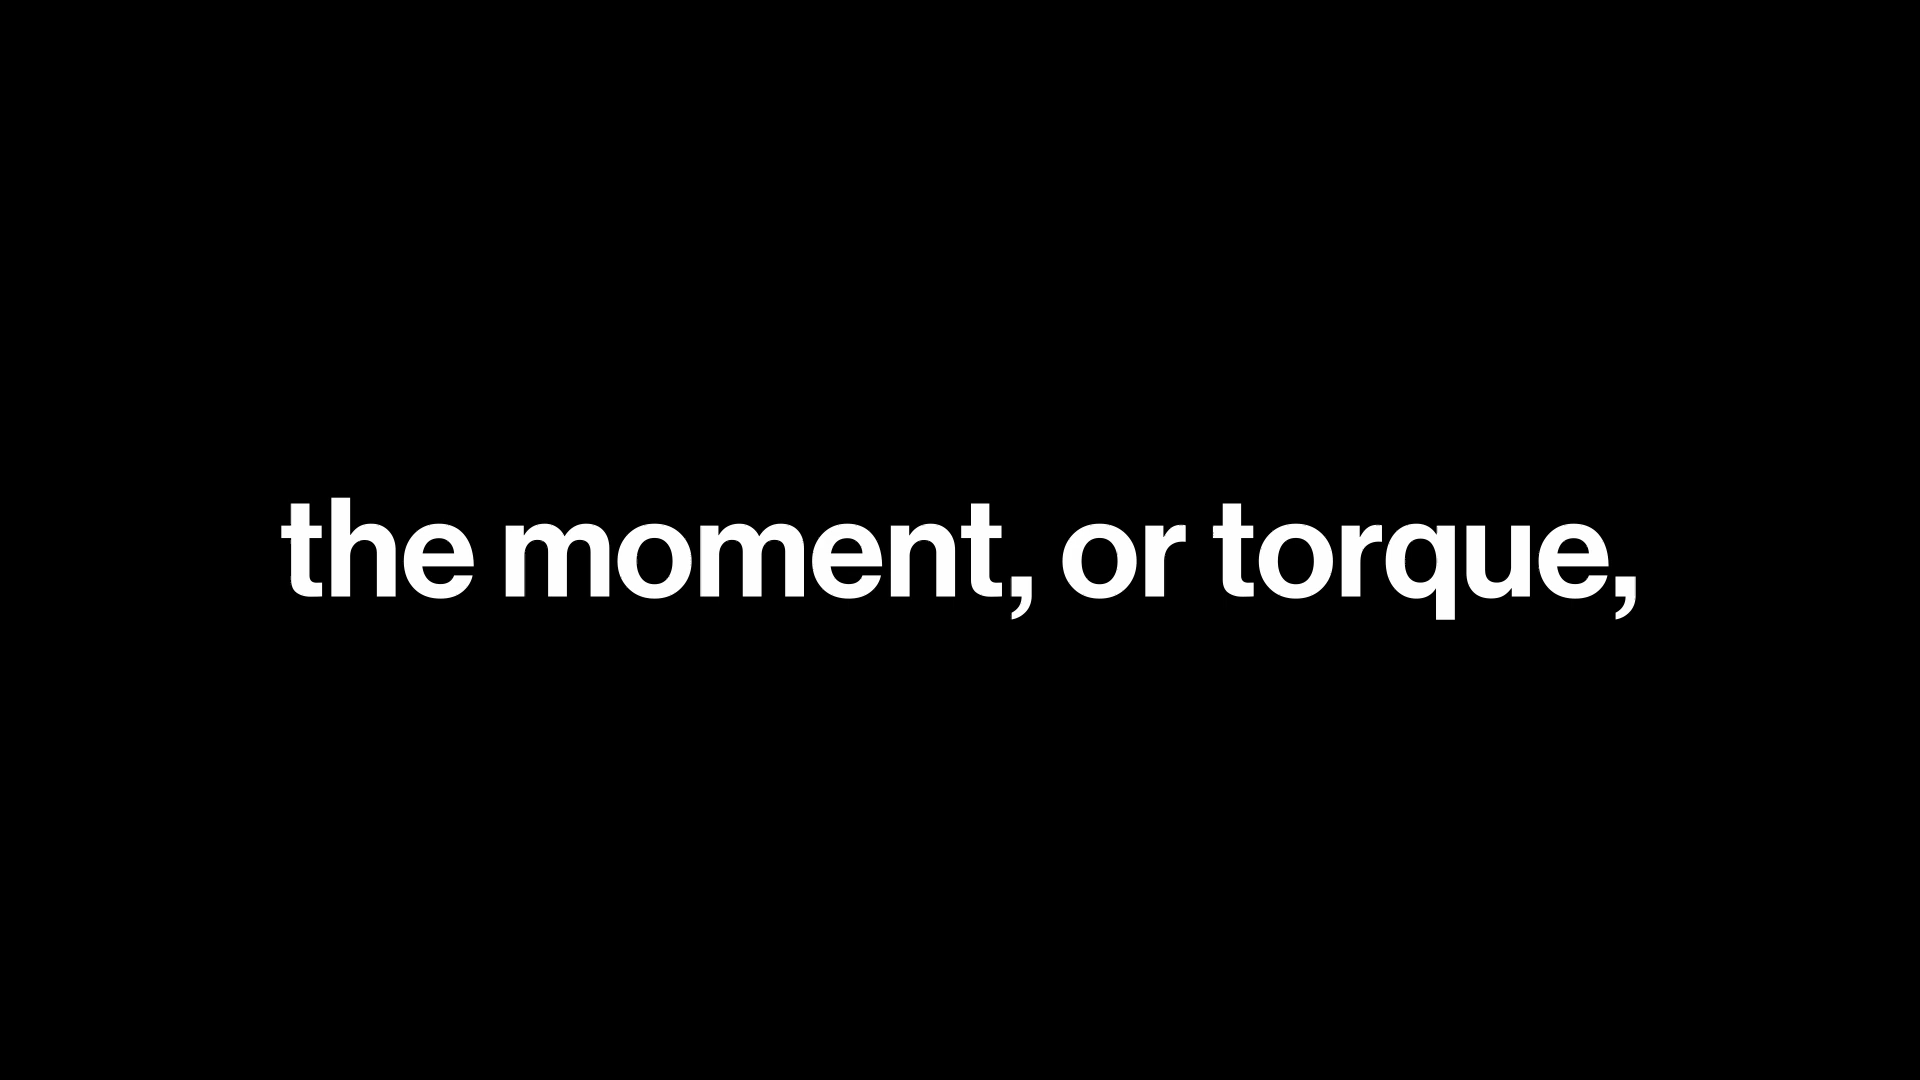 the moment, or torque,